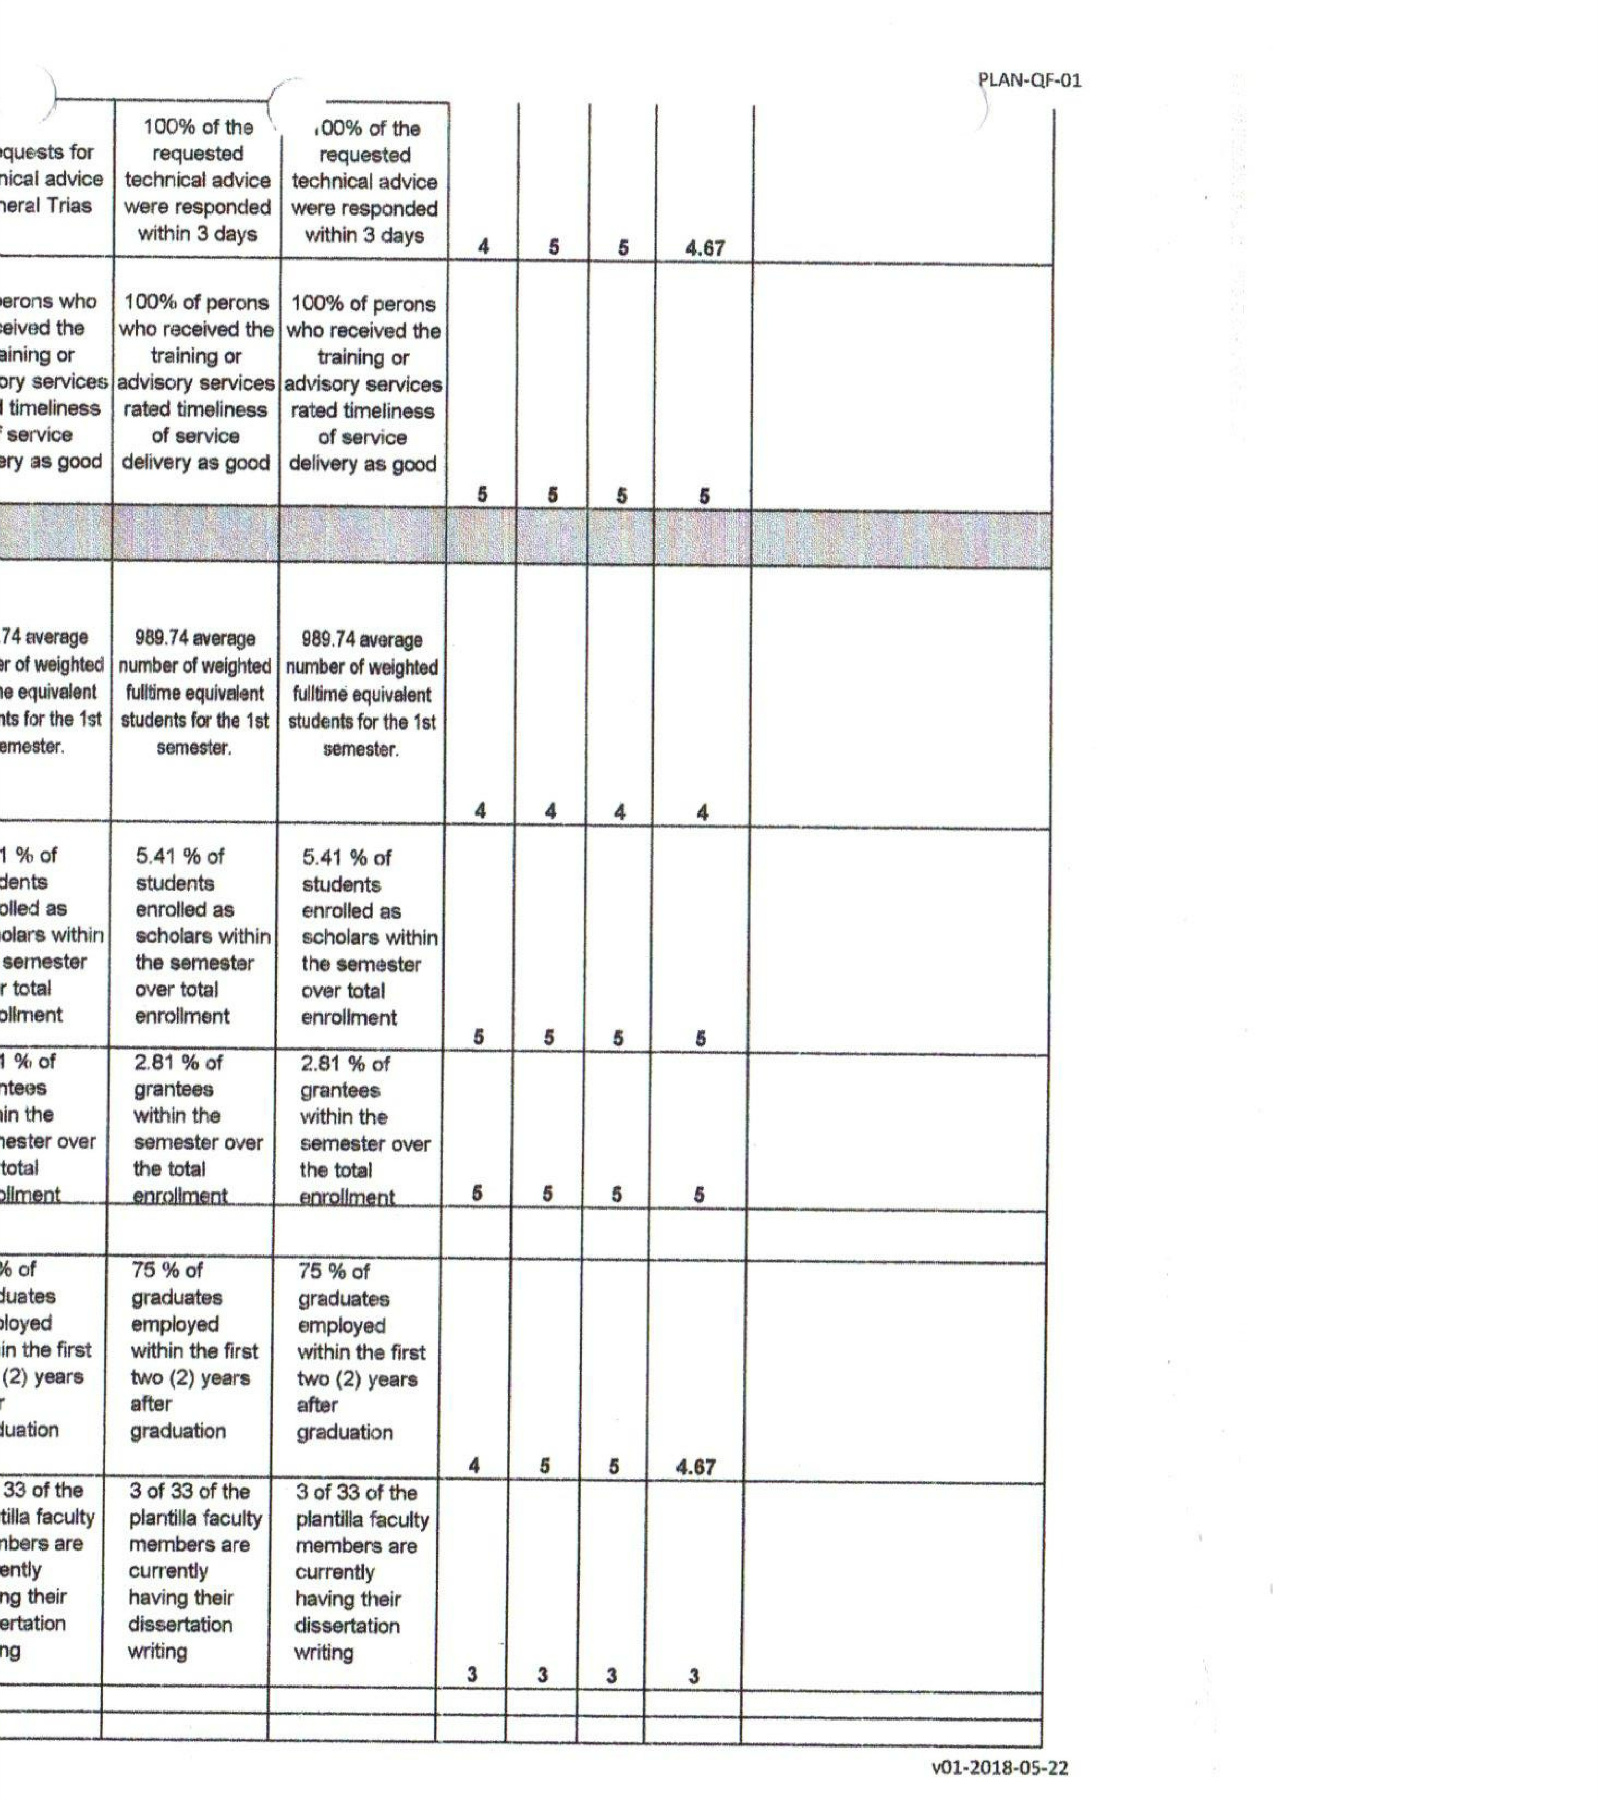 PLAN-QF-01
quests for
nical advice
neral Trias
100% of the
requested
technical advice
were responded
within 3 days
00% of the
requested
technical advice
were responded
within 3 days
4
5
5
4.67
erons who
eived the
aining or
ory services
timeliness
service
ery as good
100% of perons
who received the
training or
advisory services
rated timeliness
of service
delivery as good
100% of perons
who received the
training or
advisory services
rated timeliness
of service
delivery as good
5
5
5
5
.74 average
er of weighted
ne equivalent
nts for the 1st
emester.
989.74 average
number of weighted
fulltime equivalent
students for the 1st
semester.
989.74 average
number of weighted
fulltime equivalent
students for the 1st
semester.
4
4
4
4
1 % of
dents
olled as
olars within
semester
r total
ollment
5.41 % of
students
enrolled as
scholars within
the semester
over total
enrollment
5.41 % of
students
enrolled as
scholars within
the semester
over total
enrollment
5
5
5
5
1 % of
ntees
in the
nester over
total
ollment
2.81 % of
grantees
within the
semester over
the total
enrollment
2.81 % of
grantees
within the
semester over
the total
enrollment
5
5
5
5
% of
duates
ployed
in the first
(2) years
r
duation
75 % of
graduates
employed
within the first
two (2) years
after
graduation
75 % of
graduates
employed
within the first
two (2) years
after
graduation
4
5
5
4.67
33 of the
tilla faculty
nbers are
ently
ng their
ertation
ng
3 of 33 of the
plantilla faculty
members are
currently
having their
dissertation
writing
3 of 33 of the
plantilla faculty
members are
currently
having their
dissertation
writing
3
3
3
3
v01-2018-05-22